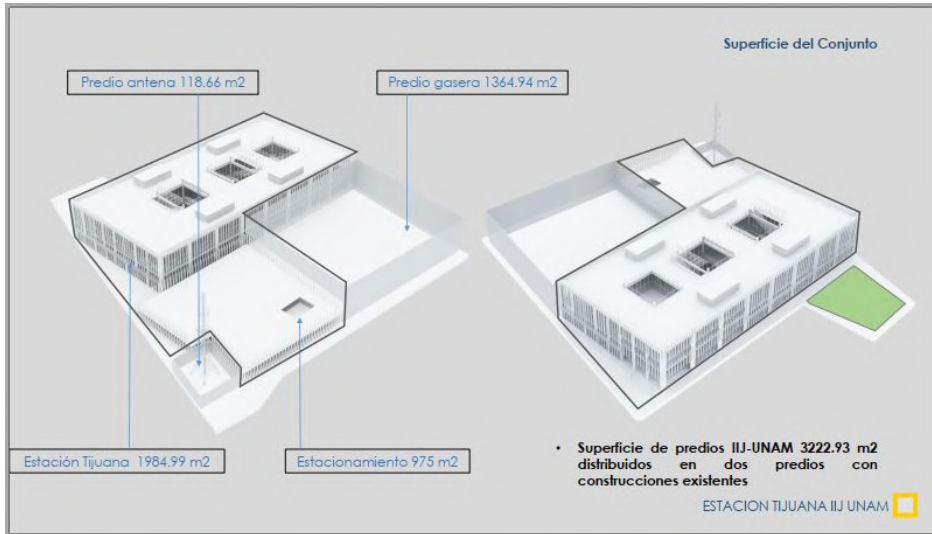 Superficie del Conjunto
Predio antena 118.66 m2
Predio gasera 1364.94 m2
Estación Tijuana 1984.99 m2
Estacionamiento 975 m2
• Superficie de predios IIJ-UNAM 3222.93 m2
distribuidos en dos predios con
construcciones existentes
ESTACION TIJUANA IIJ UNAM